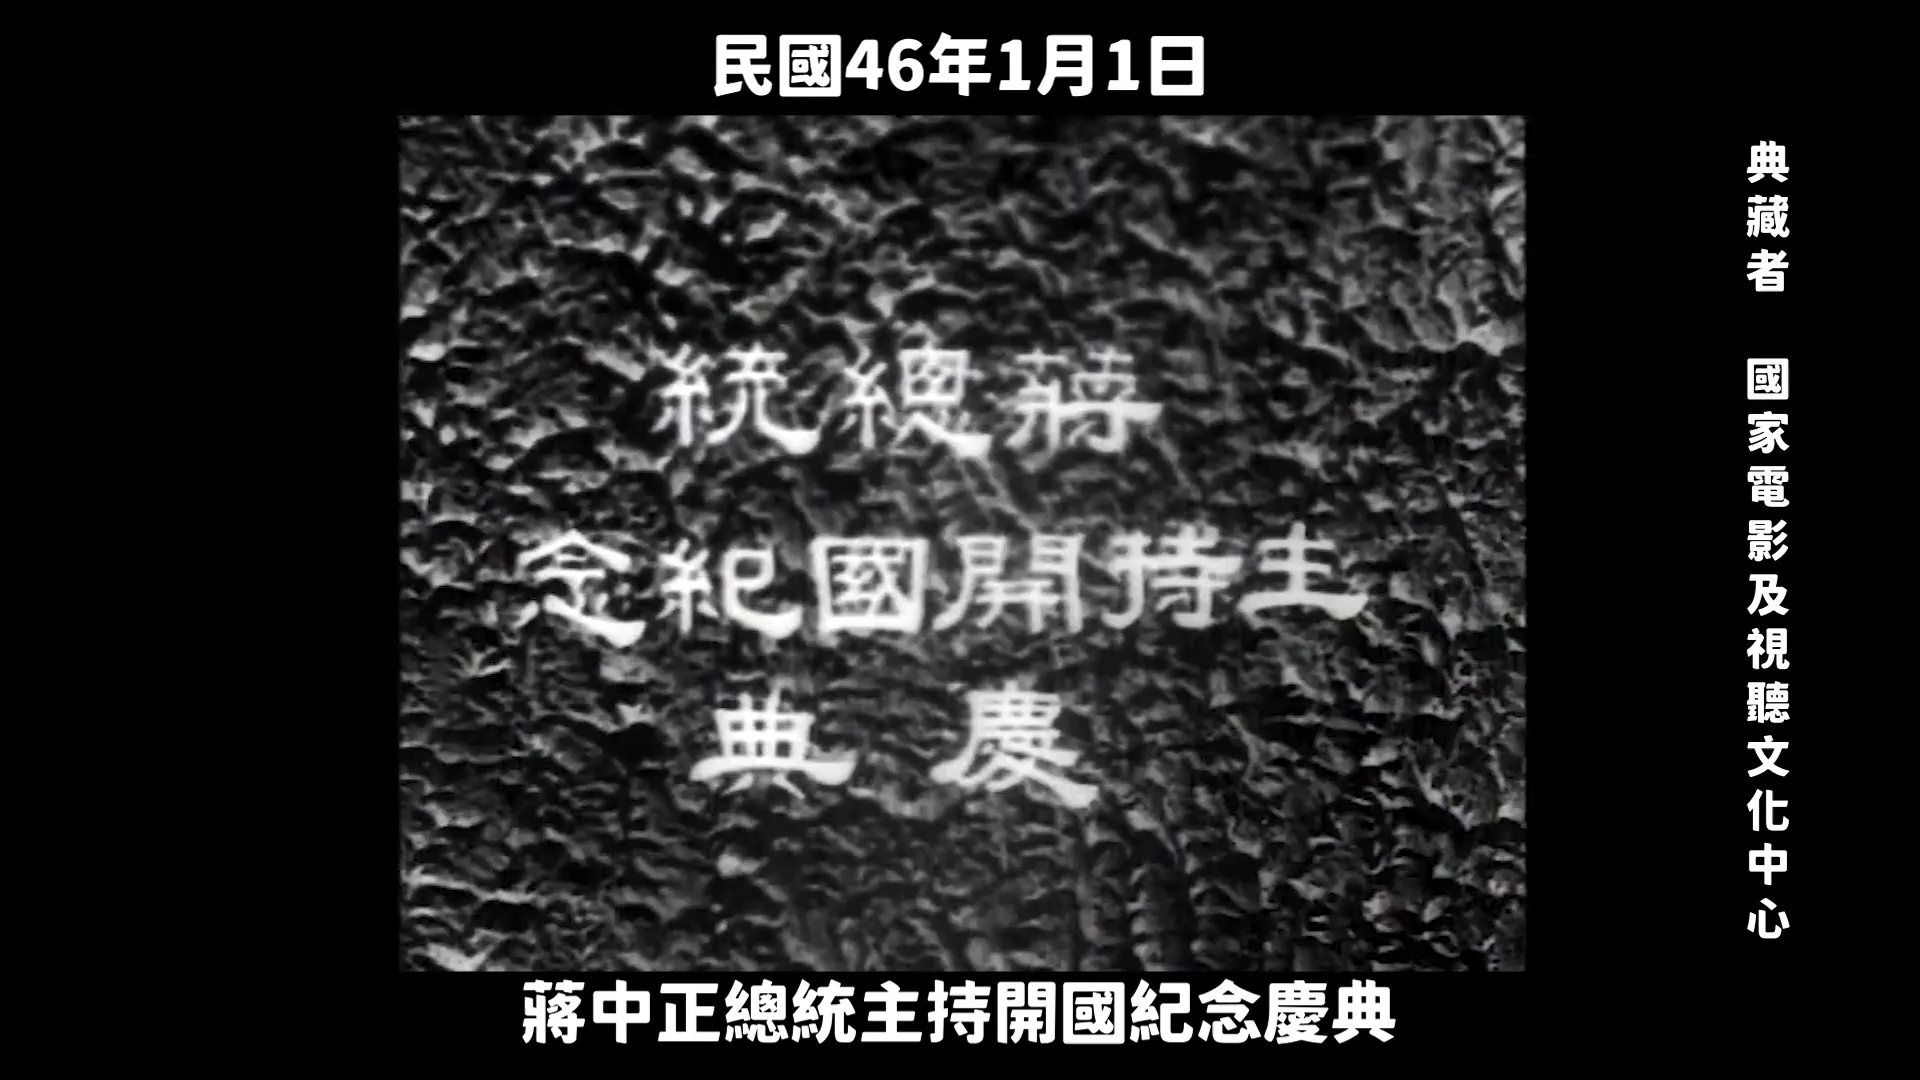 民國46年1月1日
蔣總統
主持開國紀念
慶典
蔣中正總統主持開國紀念慶典
典藏者 國家電影及視聽文化中心